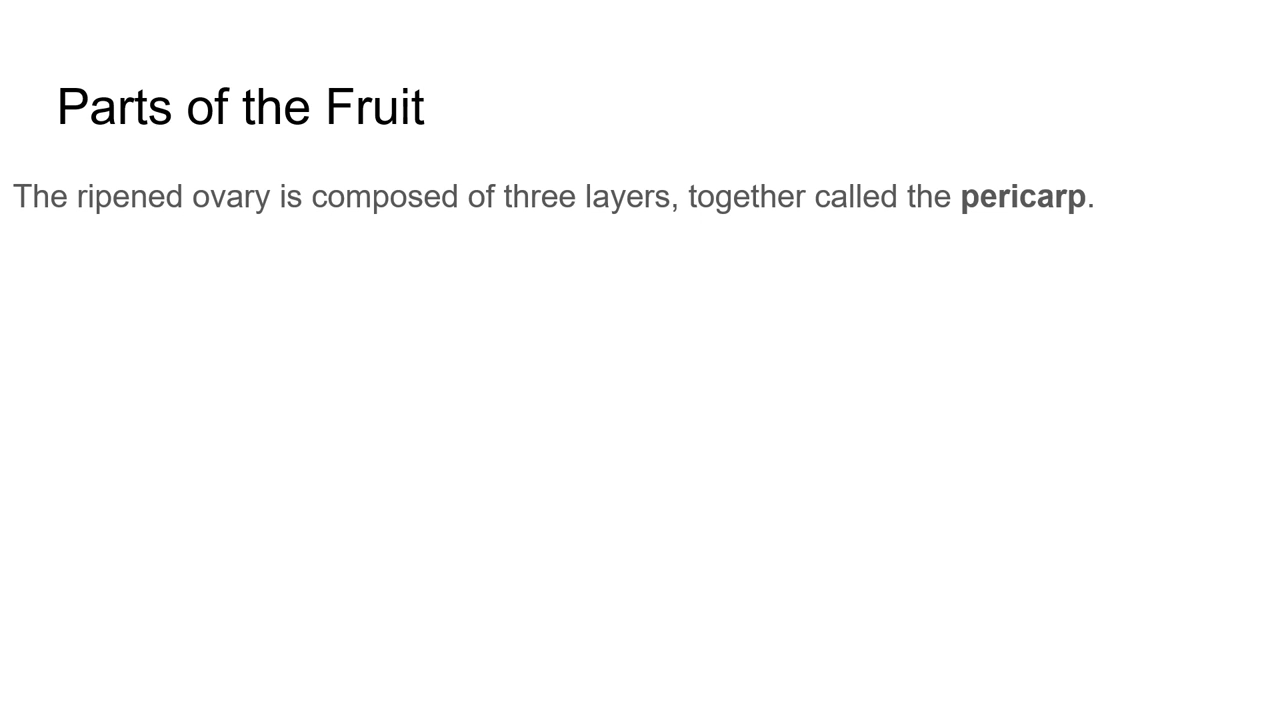 Parts of the Fruit
The ripened ovary is composed of three layers, together called the pericarp.